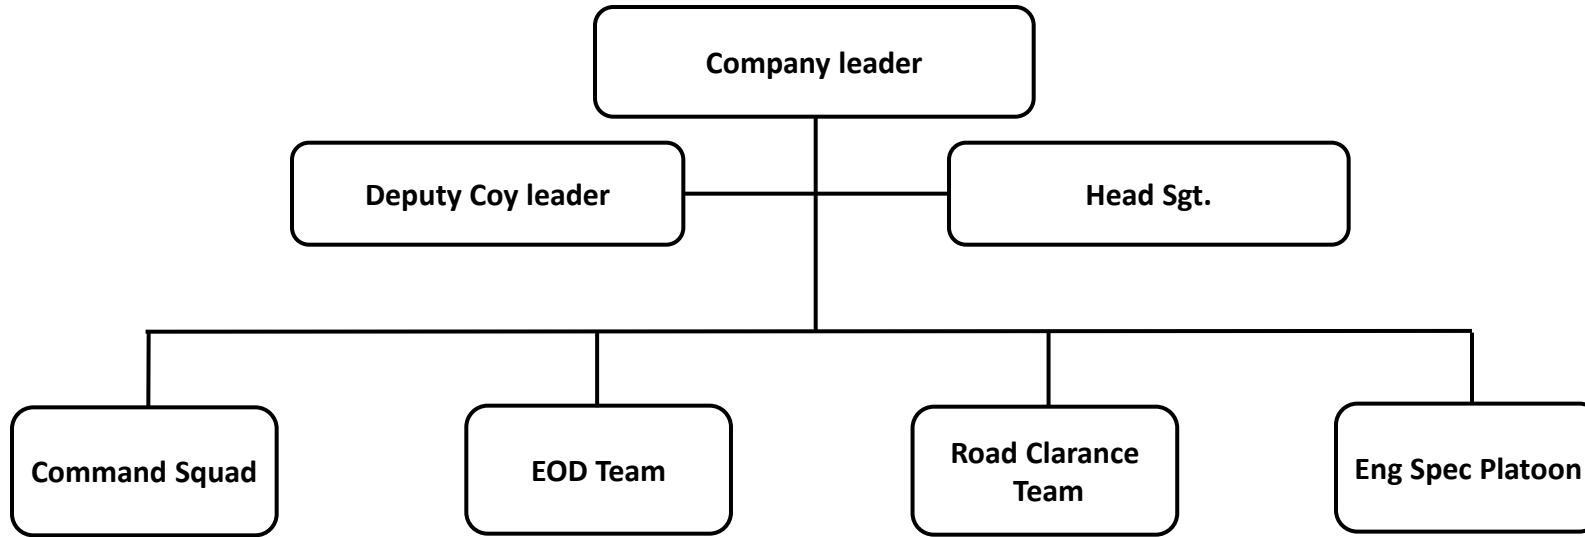 Company leader
Deputy Coy leader
Head Sgt.
Command Squad
EOD Team
Road Clarance
Team
Eng Spec Platoon